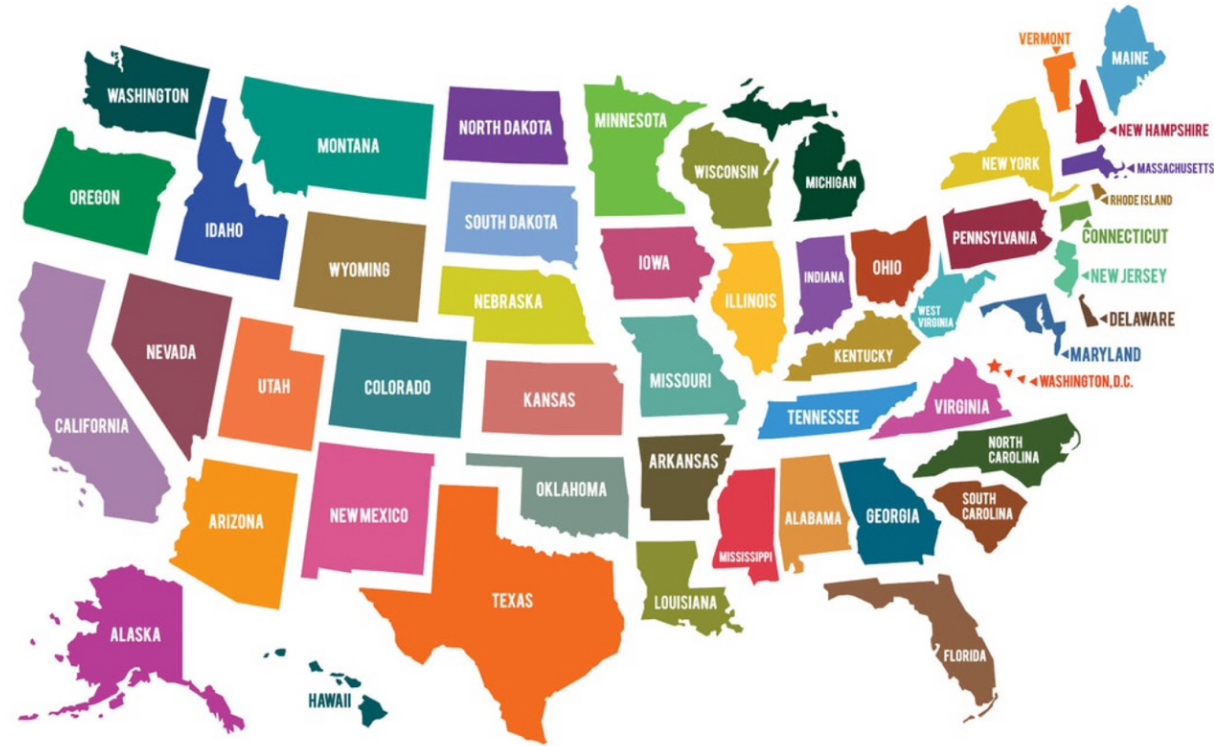 VERMONT
MAINE
WASHINGTON
MONTANA
NORTH DAKOTA
MINNESOTA
NEW HAMPSHIRE
OREGON
IDAHO
SOUTH DAKOTA
WISCONSIN
MICHIGAN
NEW YORK
MASSACHUSETTS
RHODE ISLAND
WYOMING
IOWA
PENNSYLVANIA
CONNECTICUT
NEBRASKA
ILLINOIS
INDIANA
OHIO
NEW JERSEY
WEST
VIRGINIA
DELAWARE
NEVADA
KENTUCKY
MARYLAND
UTAH
COLORADO
KANSAS
MISSOURI
WASHINGTON, D.C.
CALIFORNIA
TENNESSEE
VIRGINIA
NORTH
CAROLINA
ARIZONA
NEW MEXICO
OKLAHOMA
ARKANSAS
SOUTH
CAROLINA
MISSISSIPPI
ALABAMA
GEORGIA
ALASKA
TEXAS
LOUISIANA
FLORIDA
HAWAII